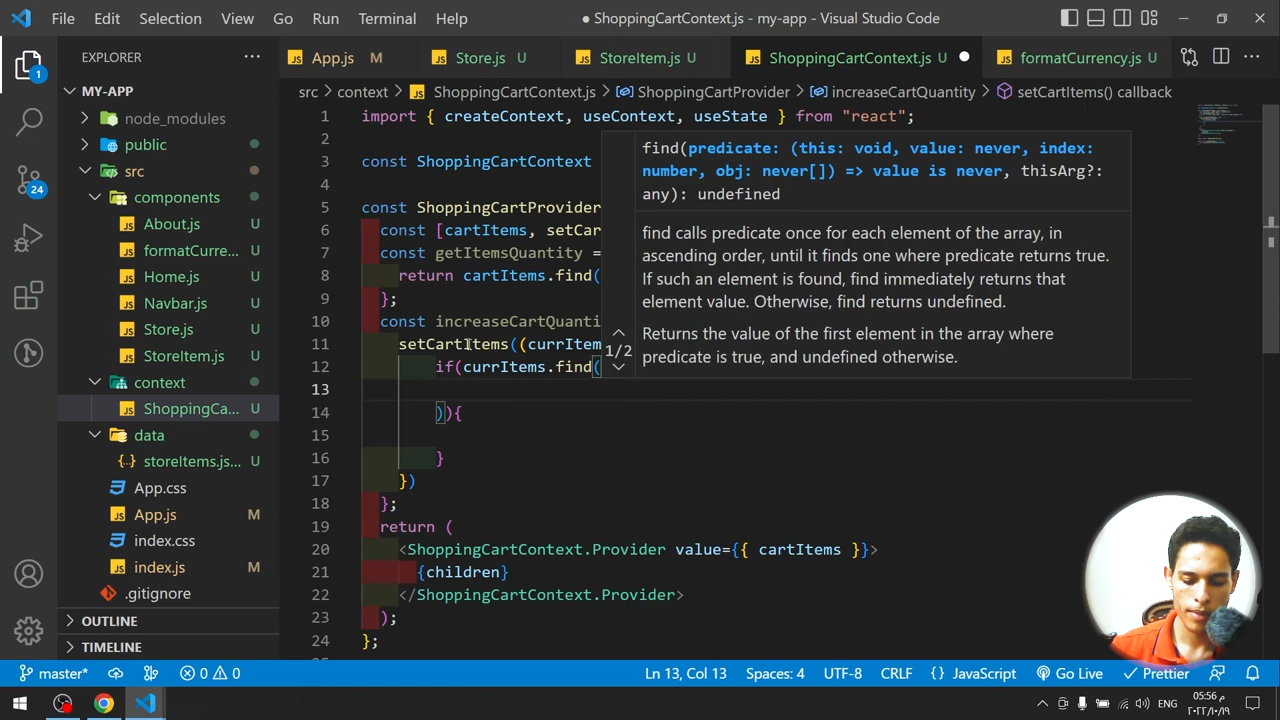 File Edit Selection View Go Run Terminal Help
● ShoppingCartContext.js - my-app - Visual Studio Code
EXPLORER
App.js M
Store.js U
StoreItem.js U
ShoppingCartContext.js U
formatCurrency.js U
src > context > ShoppingCartContext.js > ShoppingCartProvider > increaseCartQuantity > setCartItems() callback
1
24
MY-APP
node_modules
public
src
components
About.js U
formatCurre... U
Home.js U
Navbar.js U
Store.js U
StoreItem.js U
context
ShoppingCa... U
data
storeItems.js... U
App.css
App.js M
index.css
index.js M
.gitignore
OUTLINE
TIMELINE
1 import { createContext, useContext, useState } from "react";
2
3 const ShoppingCartContext
4
5 const ShoppingCartProvider
6 const [cartItems, setCar
7 const getItemsQuantity =
8 return cartItems.find(
9 };
10 const increaseCartQuanti
11 setCartItems((currItem
12 if(currItems.find(
13
14 )){
15
16 }
17 })
18 };
19 return (
20 <ShoppingCartContext.Provider value={{ cartItems }}>
21 {children}
22 </ShoppingCartContext.Provider>
23 );
24 };
find(predicate: (this: void, value: never, index:
number, obj: never[]) => value is never, thisArg?:
any): undefined
find calls predicate once for each element of the array, in
ascending order, until it finds one where predicate returns true.
If such an element is found, find immediately returns that
element value. Otherwise, find returns undefined.
1/2
Returns the value of the first element in the array where
predicate is true, and undefined otherwise.
master* 0 0 Ln 13, Col 13 Spaces: 4 UTF-8 CRLF {} JavaScript Go Live Prettier
ENG
05:56 م
٢٠٢٢/١٠/١٩